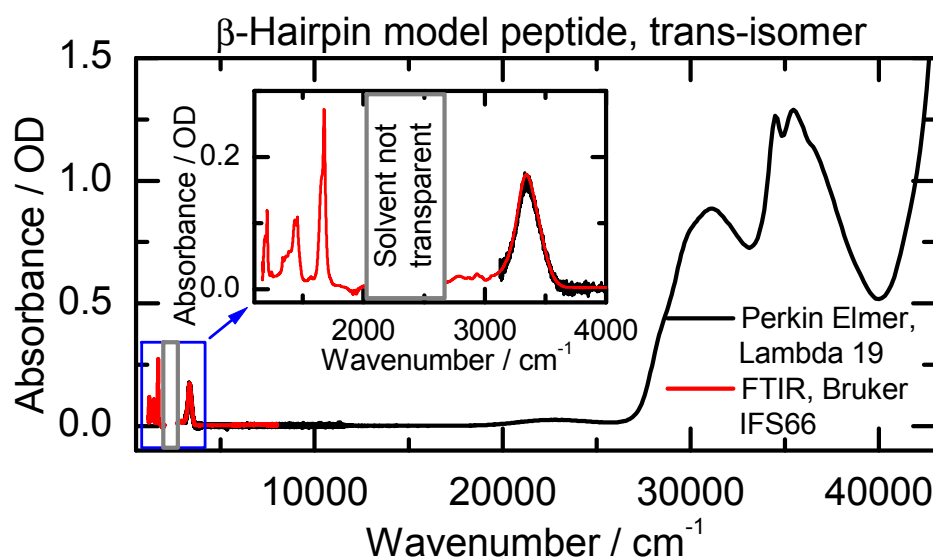 β-Hairpin model peptide, trans-isomer
1.5
1.0
0.5
0.0
Absorbance / OD
0.2
0.0
Absorbance / OD
Solvent not
transparent
2000 3000 4000
Wavenumber / cm⁻¹
Perkin Elmer,
Lambda 19
FTIR, Bruker
IFS66
10000 20000 30000 40000
Wavenumber / cm⁻¹